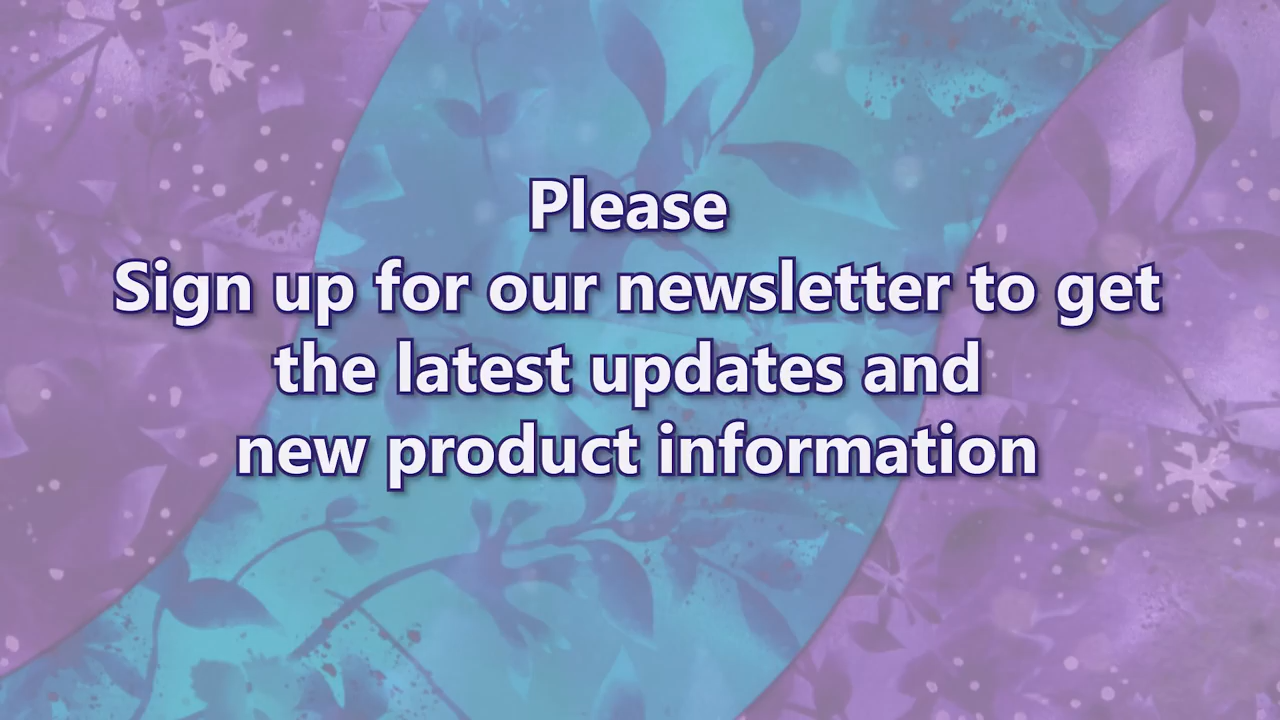 Please
Sign up for our newsletter to get
the latest updates and
new product information